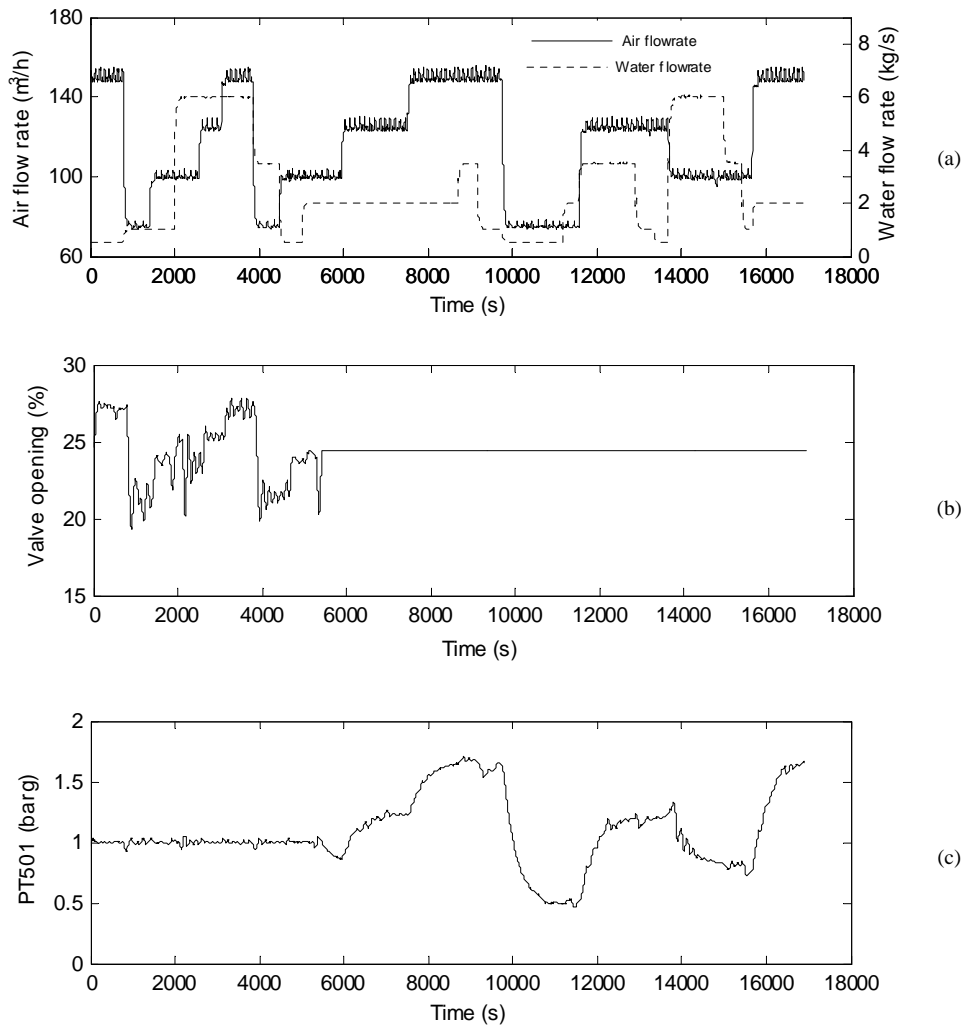 180
140
100
60
Air flow rate (m³/h)
8
6
4
2
0
Water flow rate (kg/s)
Air flowrate
Water flowrate
0 2000 4000 6000 8000 10000 12000 14000 16000 18000
Time (s)
(a)
30
25
20
15
Valve opening (%)
0 2000 4000 6000 8000 10000 12000 14000 16000 18000
Time (s)
(b)
2
1.5
1
0.5
0
PT501 (barg)
0 2000 4000 6000 8000 10000 12000 14000 16000 18000
Time (s)
(c)